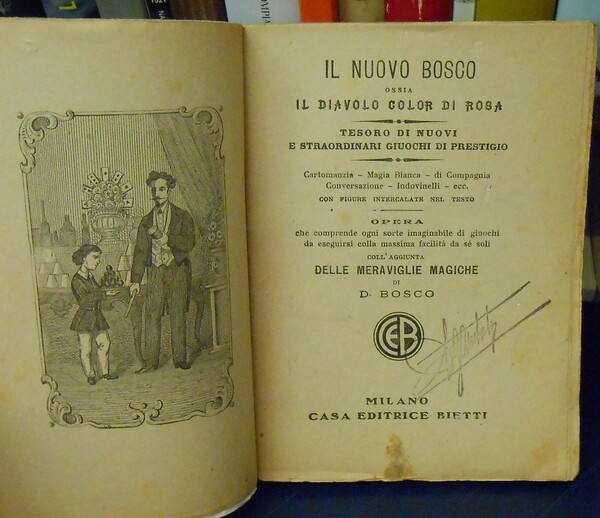 IL NUOVO BOSCO
OSSIA
IL DIAVOLO COLOR DI ROSA
TESORO DI NUOVI
E STRAORDINARI GIUOCHI DI PRESTIGIO
Cartomanzia - Magia Bianca - di Compagnia
Conversazione - Indovinelli - ecc.
CON FIGURE INTERCALATE NEL TESTO
OPERA
che comprende ogni sorte imaginabile di giuochi
da eseguirsi colla massima facilità da sè soli
COLL'AGGIUNTA
DELLE MERAVIGLIE MAGICHE
DI
D. BOSCO
CEB
MILANO
CASA EDITRICE BIETTI